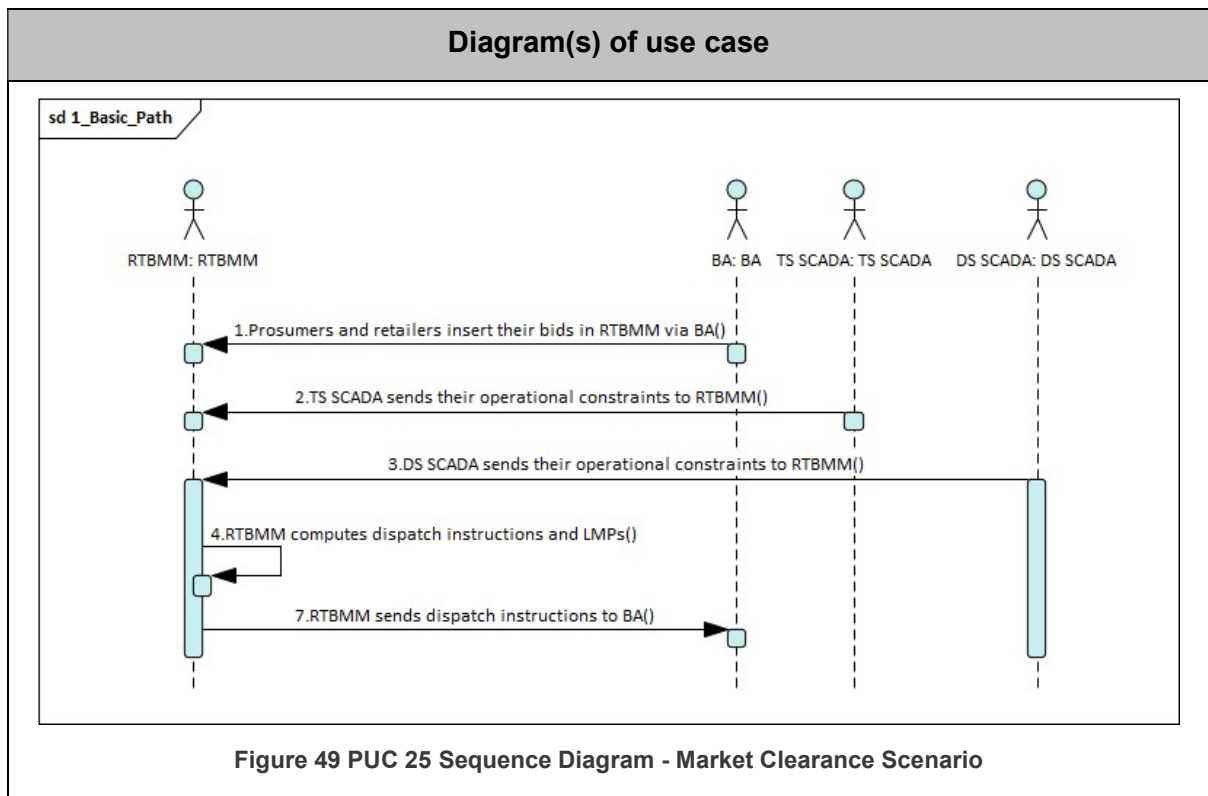 Diagram(s) of use case
sd 1_Basic_Path
RTBMM: RTBMM
BA: BA
TS SCADA: TS SCADA
DS SCADA: DS SCADA
1.Prosumers and retailers insert their bids in RTBMM via BA()
2.TS SCADA sends their operational constraints to RTBMM()
3.DS SCADA sends their operational constraints to RTBMM()
4.RTBMM computes dispatch instructions and LMPs()
7.RTBMM sends dispatch instructions to BA()
Figure 49 PUC 25 Sequence Diagram - Market Clearance Scenario